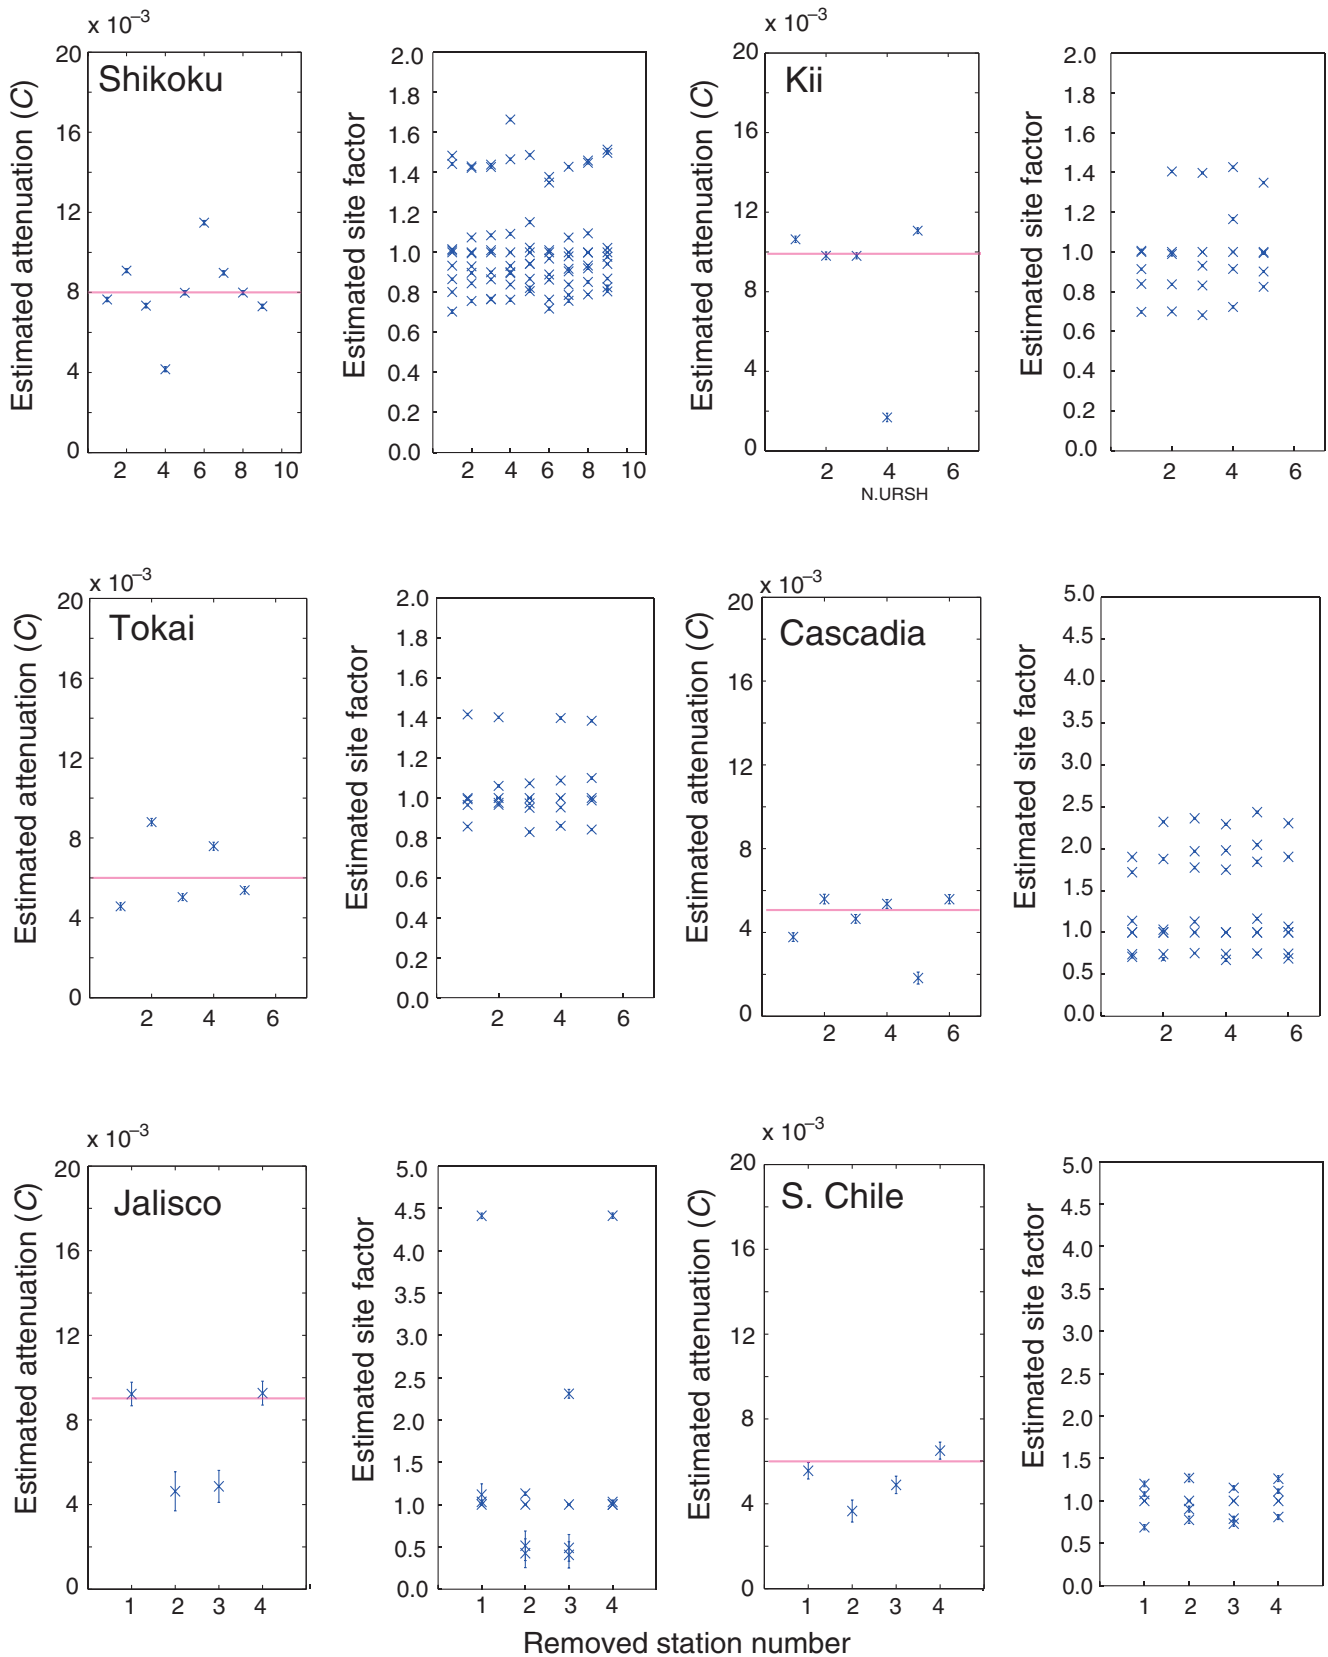 x 10⁻³
20
16
12
8
4
0
Estimated attenuation (C)
Shikoku
2 4 6 8 10
2.0
1.8
1.6
1.4
1.2
1.0
0.8
0.6
0.4
0.2
0.0
Estimated site factor
2 4 6 8 10
x 10⁻³
20
16
12
8
4
0
Estimated attenuation (C)
Kii
2 4 6
N.URSH
2.0
1.8
1.6
1.4
1.2
1.0
0.8
0.6
0.4
0.2
0.0
Estimated site factor
2 4 6
x 10⁻³
20
16
12
8
4
0
Estimated attenuation (C)
Tokai
2 4 6
2.0
1.8
1.6
1.4
1.2
1.0
0.8
0.6
0.4
0.2
0.0
Estimated site factor
2 4 6
x 10⁻³
20
16
12
8
4
0
Estimated attenuation (C)
Cascadia
2 4 6
5.0
4.5
4.0
3.5
3.0
2.5
2.0
1.5
1.0
0.5
0.0
Estimated site factor
2 4 6
x 10⁻³
20
16
12
8
4
0
Estimated attenuation (C)
Jalisco
1 2 3 4
5.0
4.5
4.0
3.5
3.0
2.5
2.0
1.5
1.0
0.5
0.0
Estimated site factor
1 2 3 4
x 10⁻³
20
16
12
8
4
0
Estimated attenuation (C)
S. Chile
1 2 3 4
5.0
4.5
4.0
3.5
3.0
2.5
2.0
1.5
1.0
0.5
0.0
Estimated site factor
1 2 3 4
Removed station number